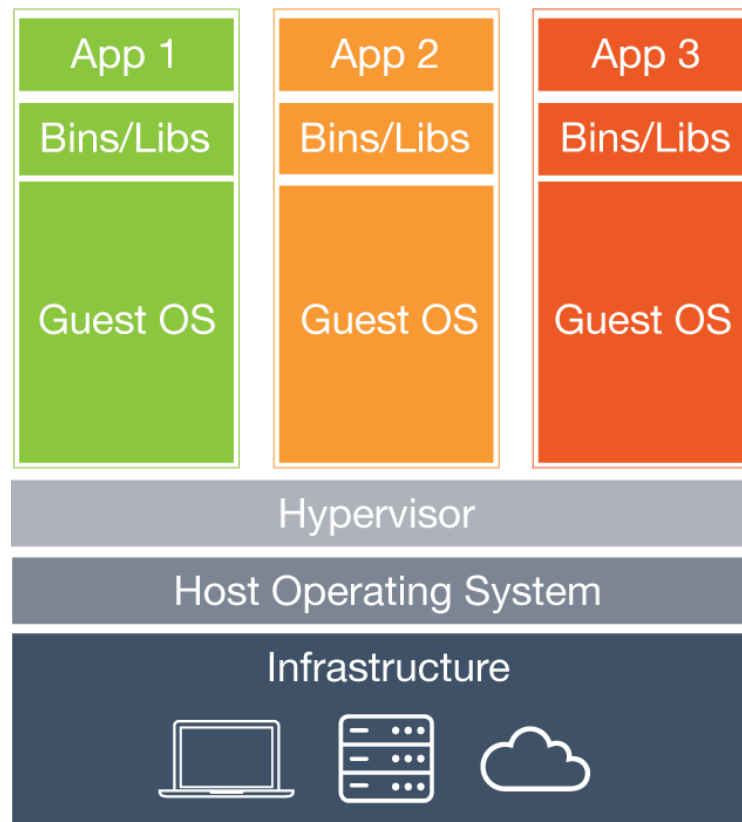 App 1
App 2
App 3
Bins/Libs
Bins/Libs
Bins/Libs
Guest OS
Guest OS
Guest OS
Hypervisor
Host Operating System
Infrastructure